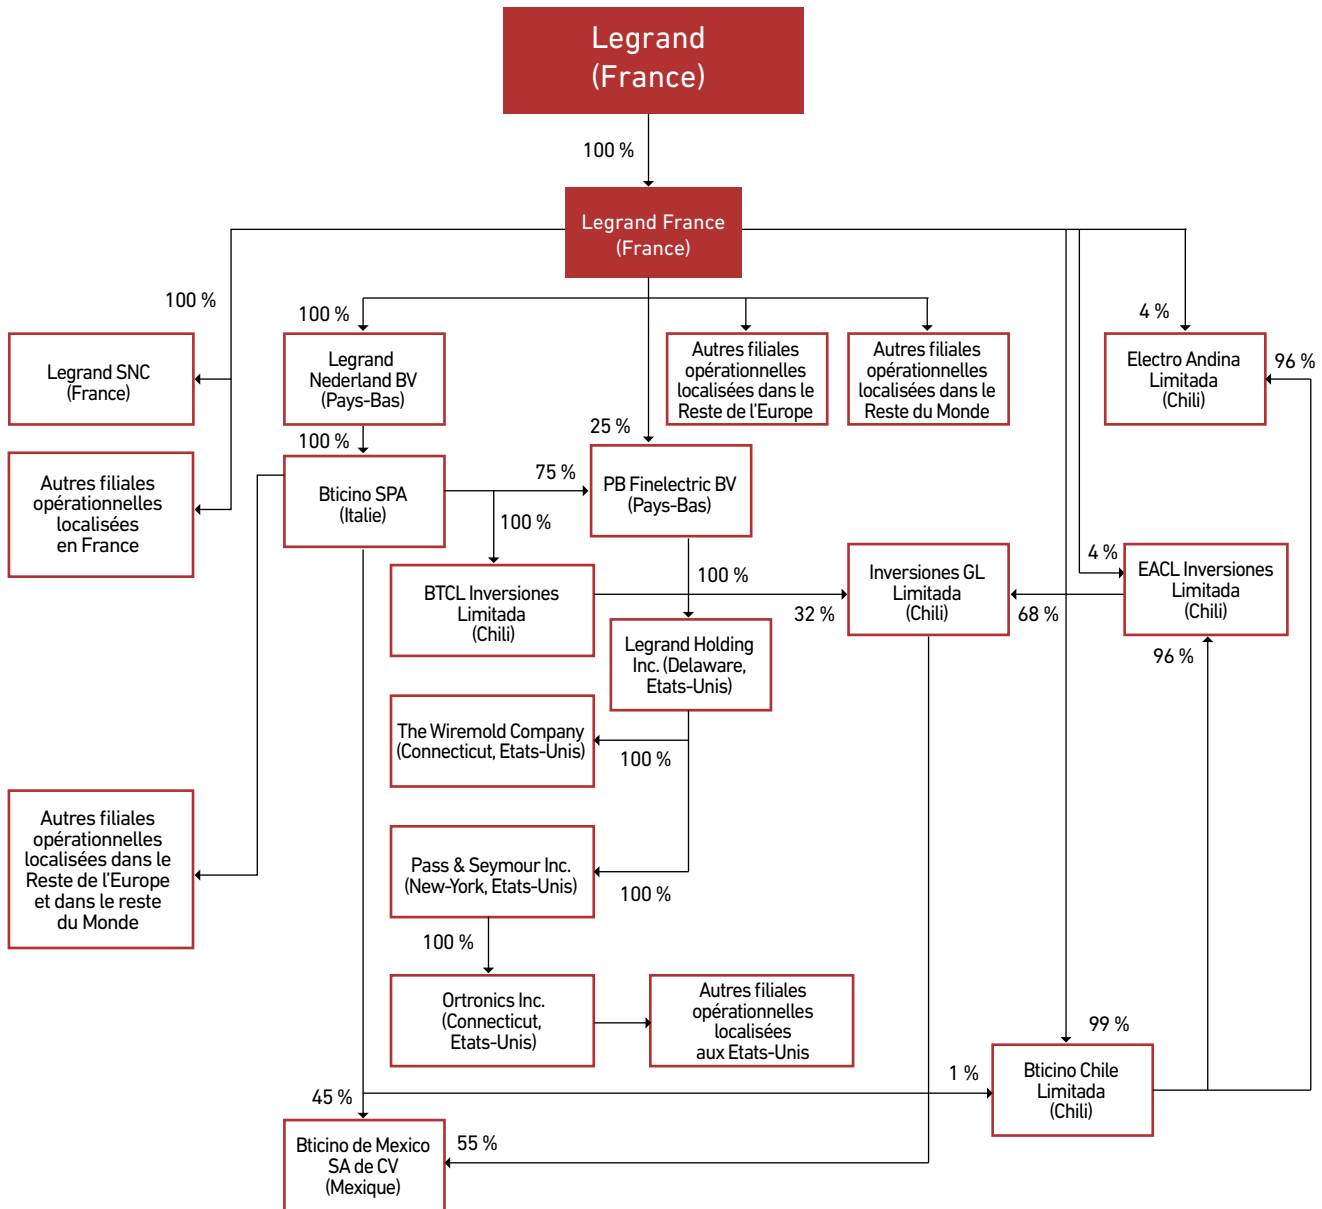 Legrand
(France)
100 %
Legrand France
(France)
100 %
100 %
4 %
96 %
Legrand SNC
(France)
Legrand
Nederland BV
(Pays-Bas)
Autres filiales
opérationnelles
localisées dans le
Reste de l'Europe
Autres filiales
opérationnelles
localisées dans le
Reste du Monde
Electro Andina
Limitada
(Chili)
100 %
25 %
Autres filiales
opérationnelles
localisées
en France
Bticino SPA
(Italie)
75 %
PB Finelectric BV
(Pays-Bas)
100 %
BTCL Inversiones
Limitada
(Chili)
100 %
32 %
Inversiones GL
Limitada
(Chili)
68 %
4 %
EACL Inversiones
Limitada
(Chili)
96 %
Legrand Holding
Inc. (Delaware,
Etats-Unis)
The Wiremold Company
(Connecticut, Etats-Unis)
100 %
Autres filiales
opérationnelles
localisées dans le
Reste de l'Europe
et dans le reste
du Monde
Pass & Seymour Inc.
(New-York, Etats-Unis)
100 %
100 %
Ortronics Inc.
(Connecticut,
Etats-Unis)
Autres filiales
opérationnelles
localisées
aux Etats-Unis
99 %
1 %
Bticino Chile
Limitada
(Chili)
45 %
Bticino de Mexico
SA de CV
(Mexique)
55 %